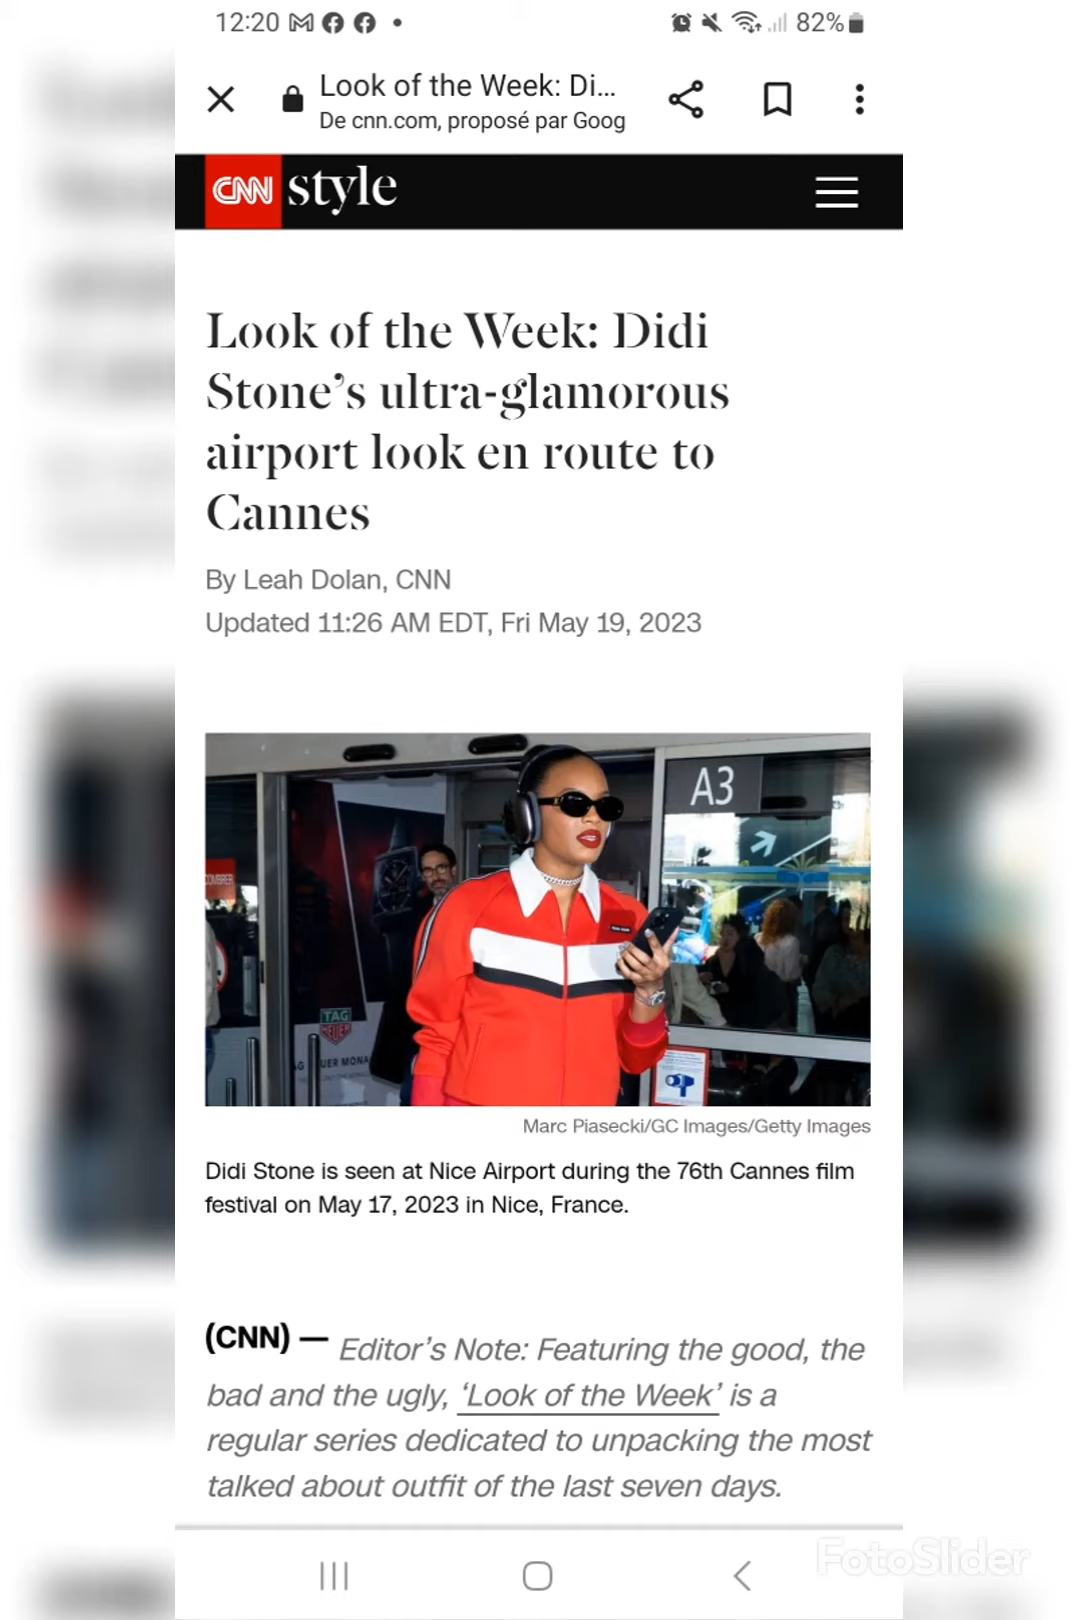 12:20
82%
Look of the Week: Di...
De cnn.com, proposé par Goog
CNN style
Look of the Week: Didi
Stone’s ultra-glamorous
airport look en route to
Cannes
By Leah Dolan, CNN
Updated 11:26 AM EDT, Fri May 19, 2023
A3
TAG
HEUER
UER MONA
Marc Piasecki/GC Images/Getty Images
Didi Stone is seen at Nice Airport during the 76th Cannes film
festival on May 17, 2023 in Nice, France.
(CNN) — Editor’s Note: Featuring the good, the
bad and the ugly, ‘Look of the Week’ is a
regular series dedicated to unpacking the most
talked about outfit of the last seven days.
FotoSlider